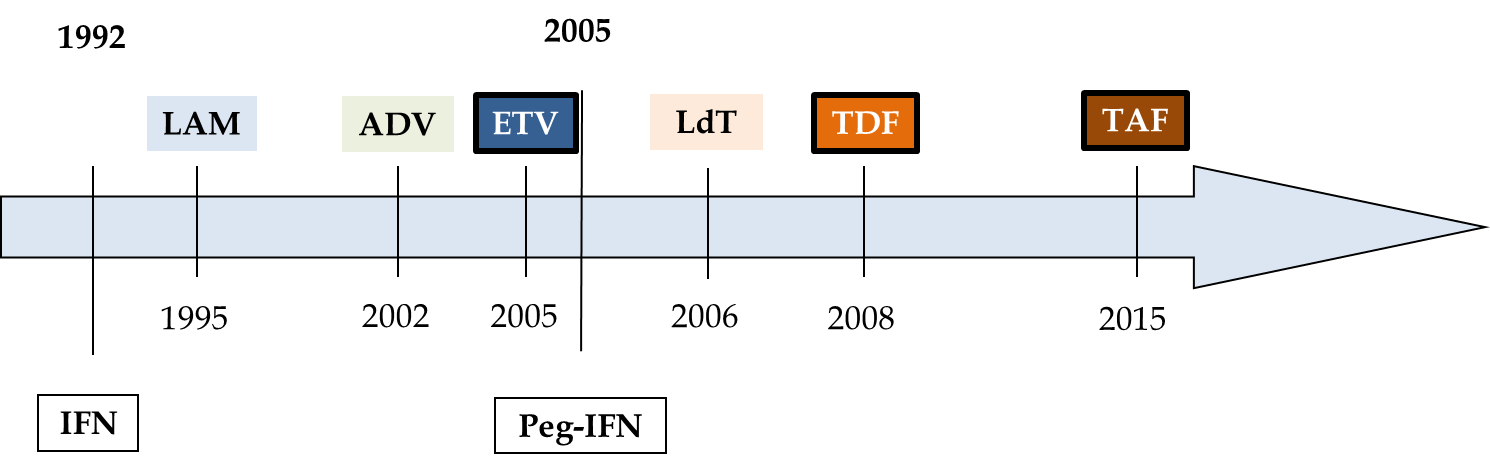 1992
2005
LAM
ADV
ETV
LdT
TDF
TAF
1995
2002
2005
2006
2008
2015
IFN
Peg-IFN